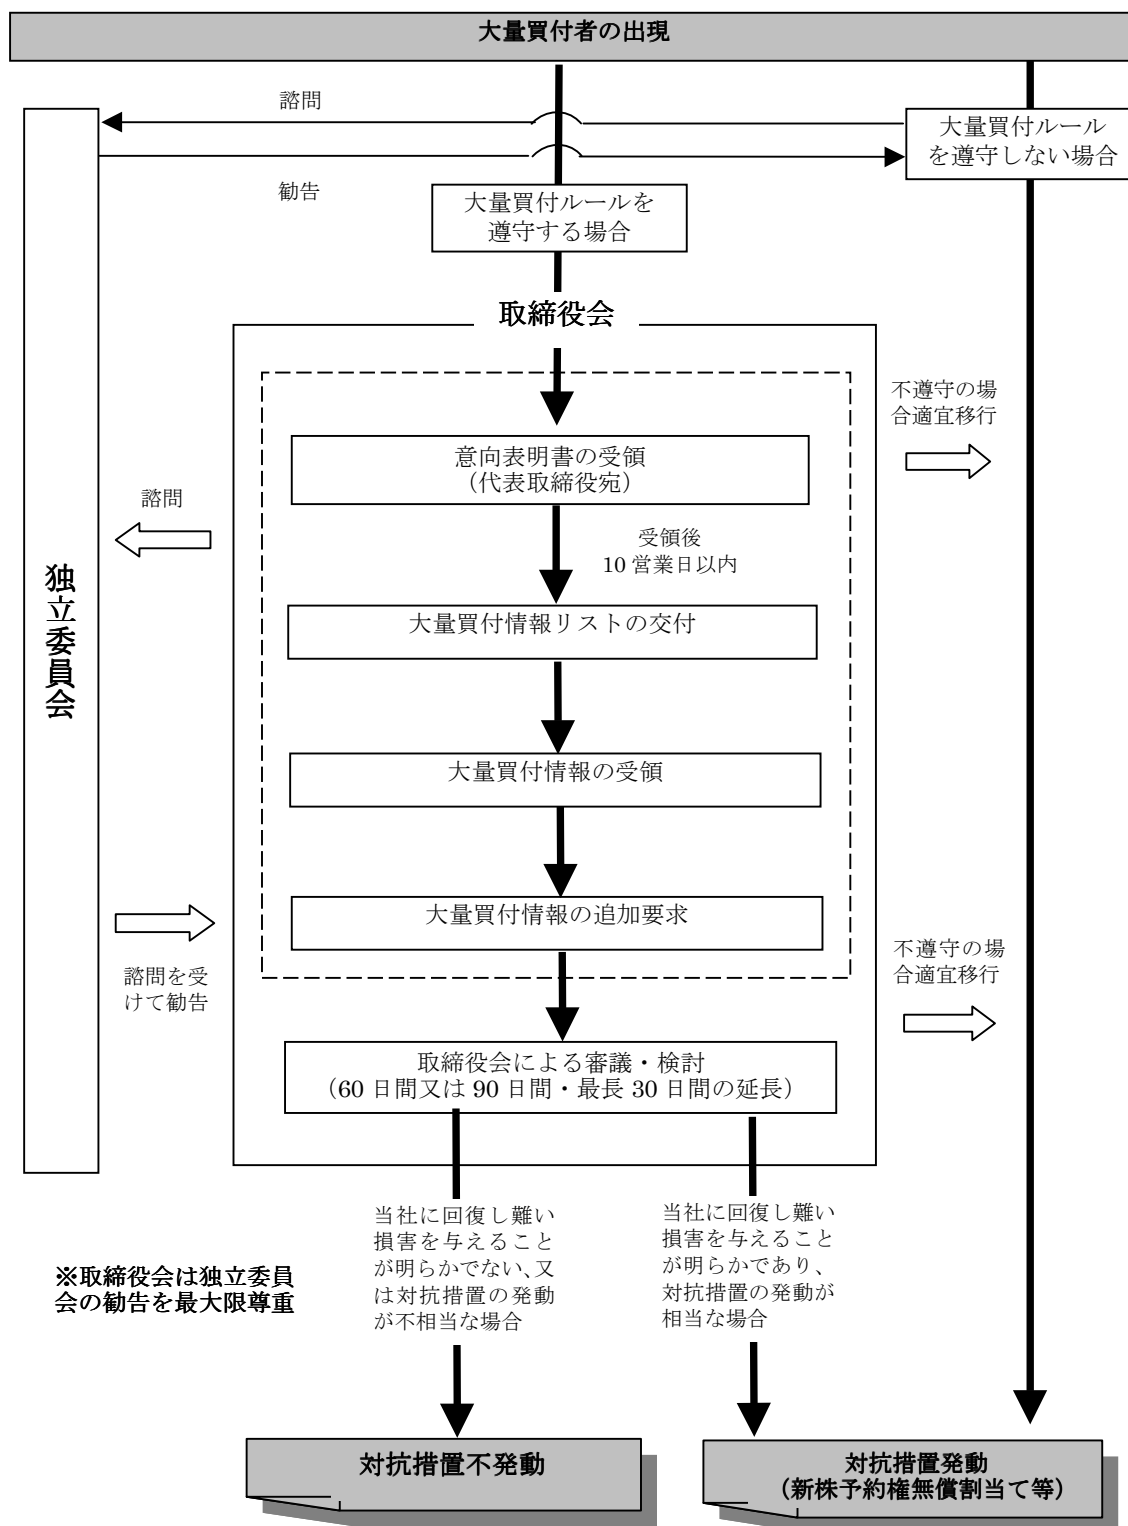 大量買付者の出現
諮問
大量買付ルール
を遵守しない場合
勧告
大量買付ルールを
遵守する場合
取締役会
不遵守の場
合適宜移行
意向表明書の受領
（代表取締役宛）
諮問
受領後
10 営業日以内
独立委員会
大量買付情報リストの交付
大量買付情報の受領
大量買付情報の追加要求
諮問を受
けて勧告
不遵守の場
合適宜移行
取締役会による審議・検討
（60 日間又は 90 日間・最長 30 日間の延長）
当社に回復し難い
損害を与えること
が明らかでない、又
は対抗措置の発動
が不相当な場合
当社に回復し難い
損害を与えること
が明らかであり、
対抗措置の発動が
相当な場合
※取締役会は独立委員
会の勧告を最大限尊重
対抗措置不発動
対抗措置発動
（新株予約権無償割当て等）